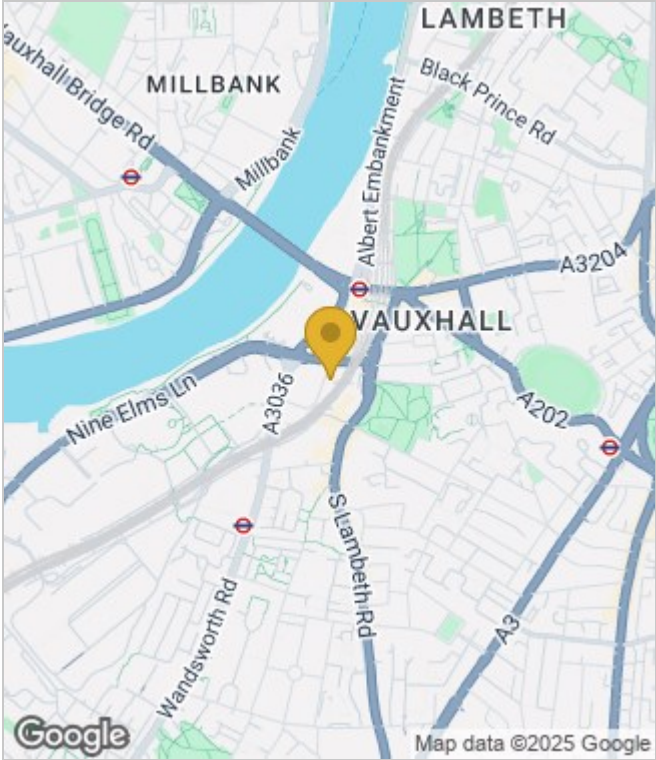 LAMBETH
Vauxhall Bridge Rd
MILLBANK
Black Prince Rd
Millbank
Albert Embankment
A3204
VAUXHALL
Nine Elms Ln
A3036
A202
S Lambeth Rd
A3
Wandsworth Rd
Google
Map data ©2025 Google